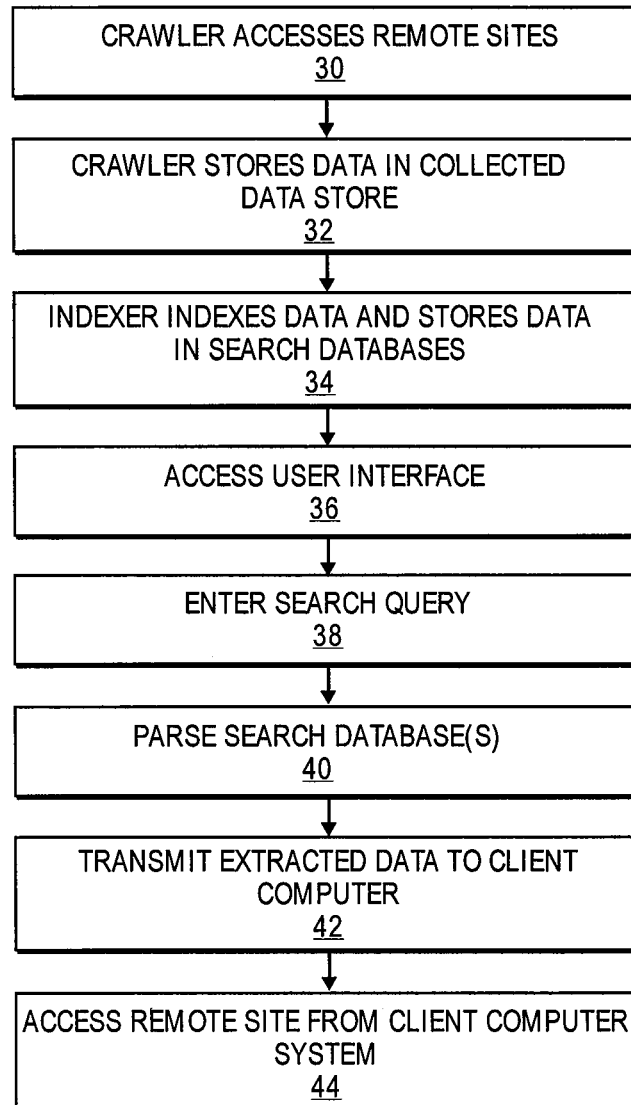 CRAWLER ACCESSES REMOTE SITES
30
CRAWLER STORES DATA IN COLLECTED
DATA STORE
32
INDEXER INDEXES DATA AND STORES DATA
IN SEARCH DATABASES
34
ACCESS USER INTERFACE
36
ENTER SEARCH QUERY
38
PARSE SEARCH DATABASE(S)
40
TRANSMIT EXTRACTED DATA TO CLIENT
COMPUTER
42
ACCESS REMOTE SITE FROM CLIENT COMPUTER
SYSTEM
44